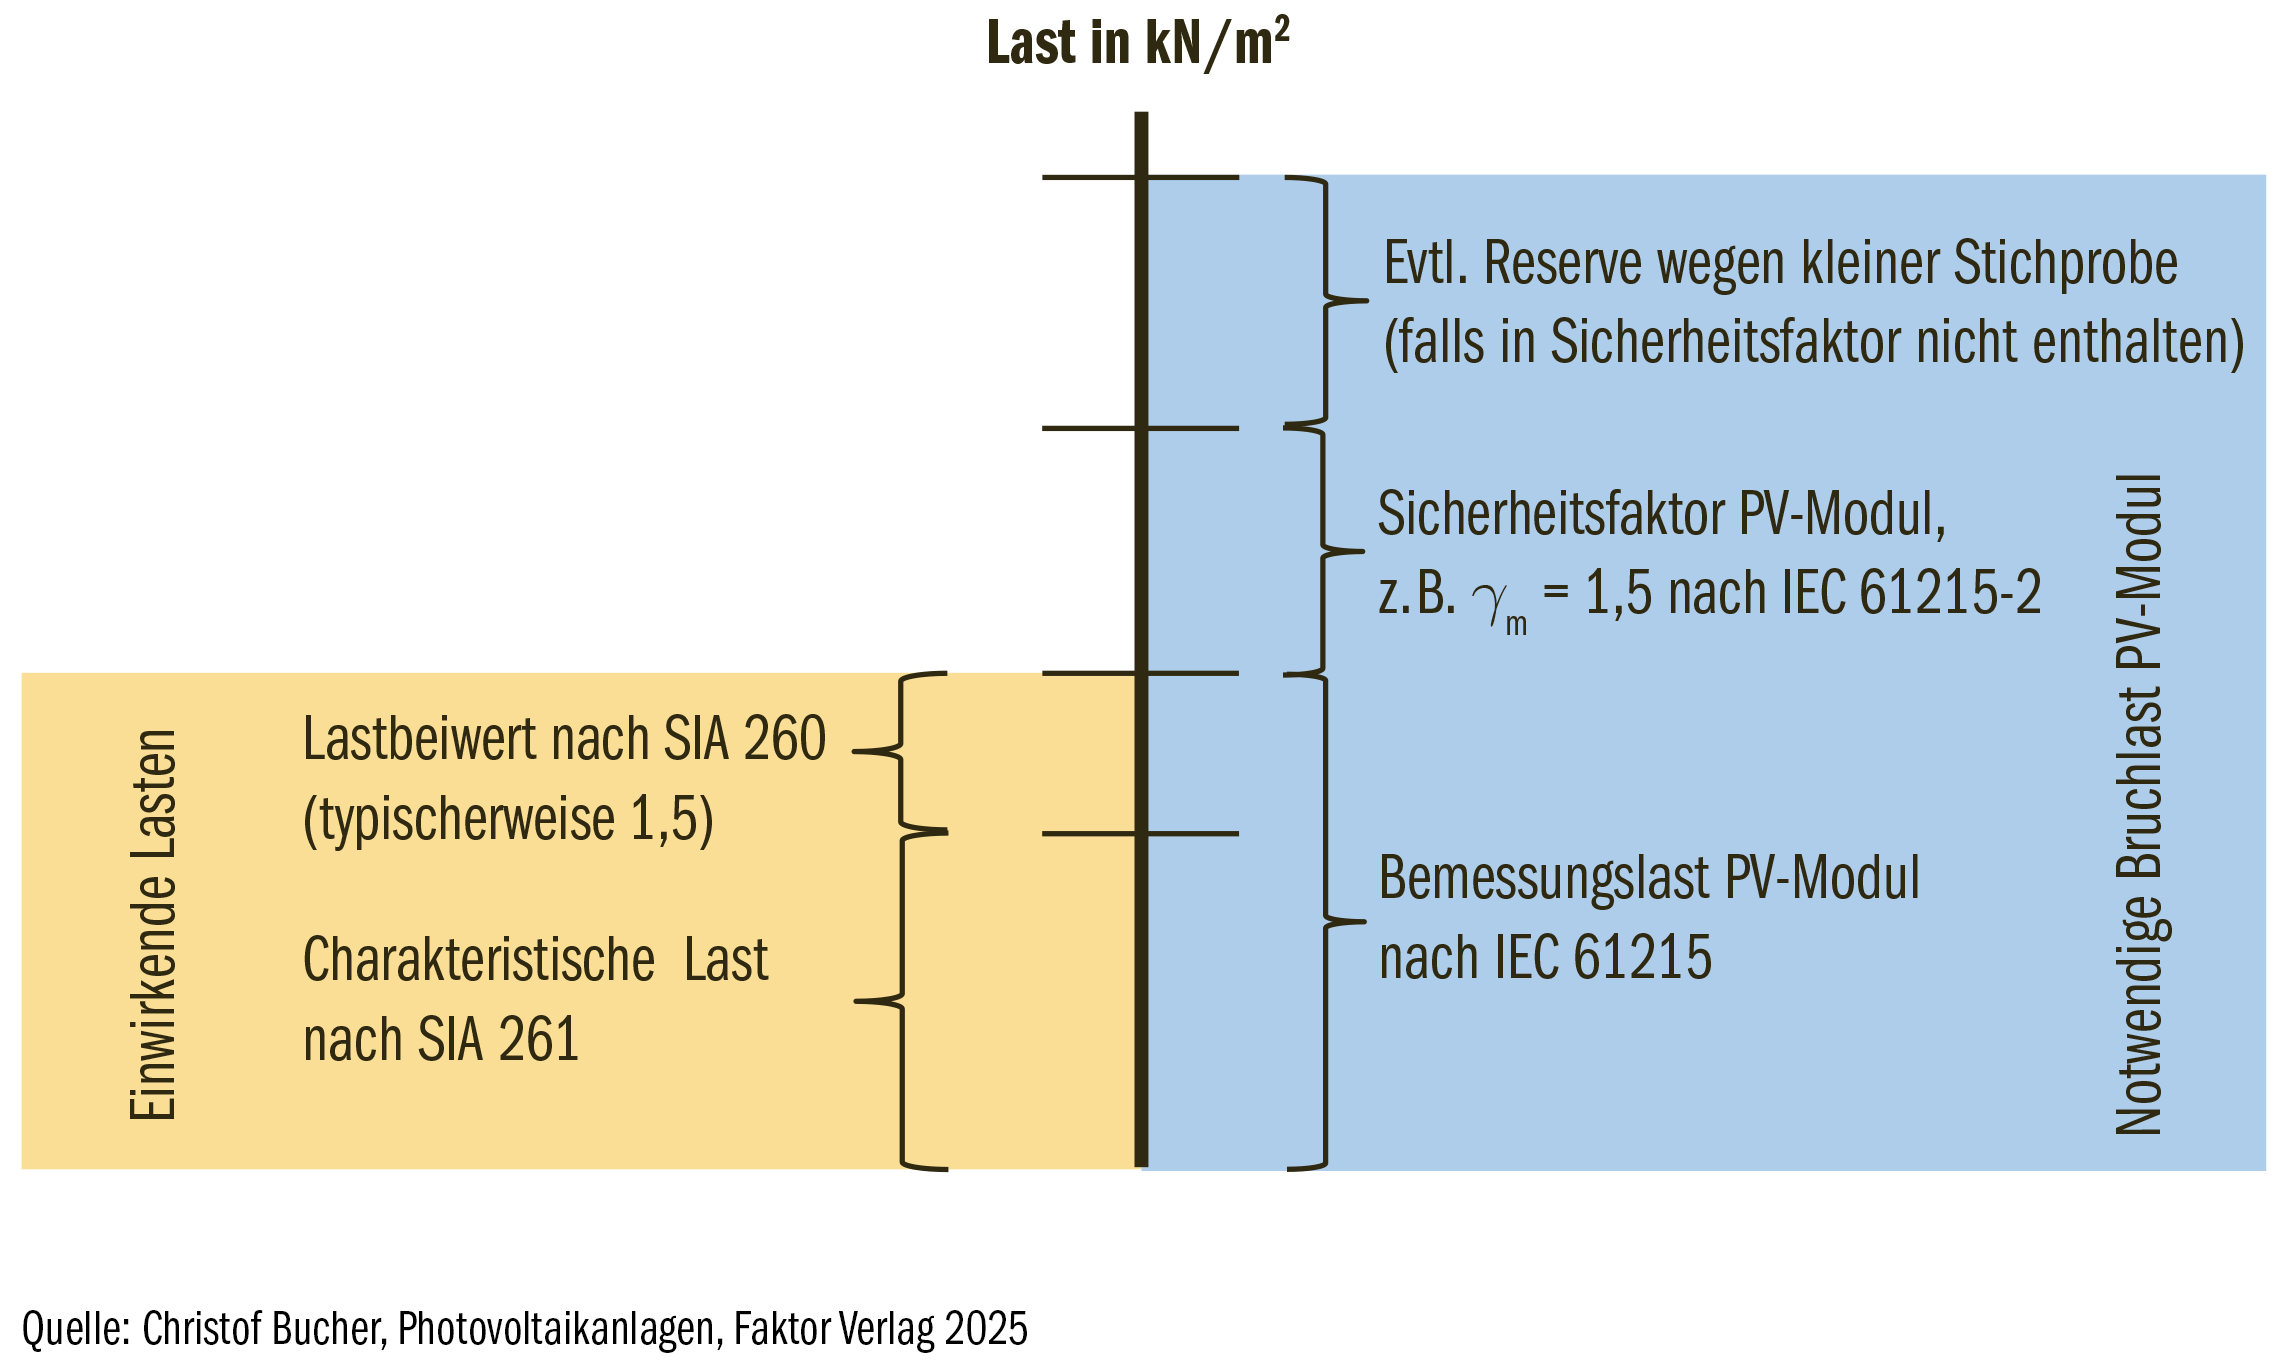 Last in kN/m²
Evtl. Reserve wegen kleiner Stichprobe
(falls in Sicherheitsfaktor nicht enthalten)
Sicherheitsfaktor PV-Modul,
z.B. γm = 1,5 nach IEC 61215-2
Lastbeiwert nach SIA 260
(typischerweise 1,5)
Charakteristische Last
nach SIA 261
Einwirkende Lasten
Bemessungslast PV-Modul
nach IEC 61215
Notwendige Bruchlast PV-Modul
Quelle: Christof Bucher, Photovoltaikanlagen, Faktor Verlag 2025